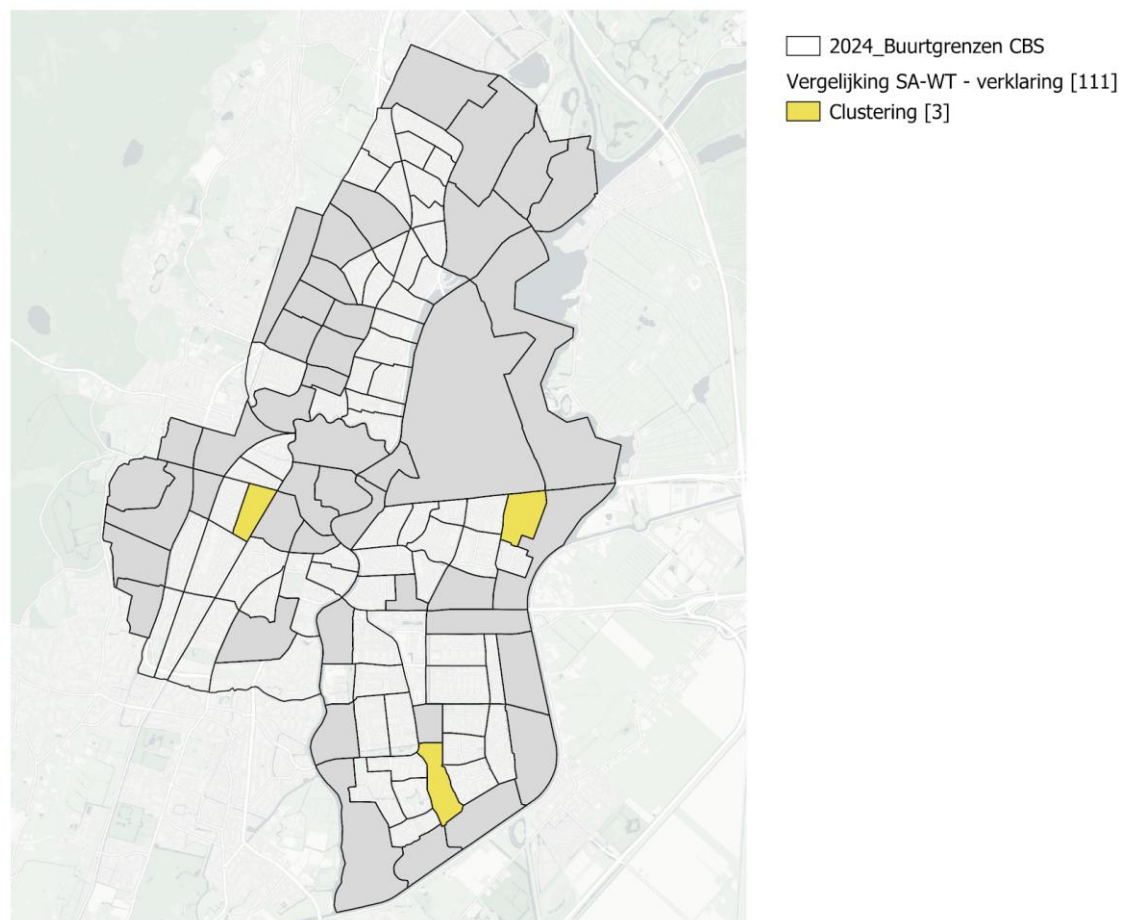 2024_Buurtgrenzen CBS
Vergelijking SA-WT - verklaring [111]
Clustering [3]